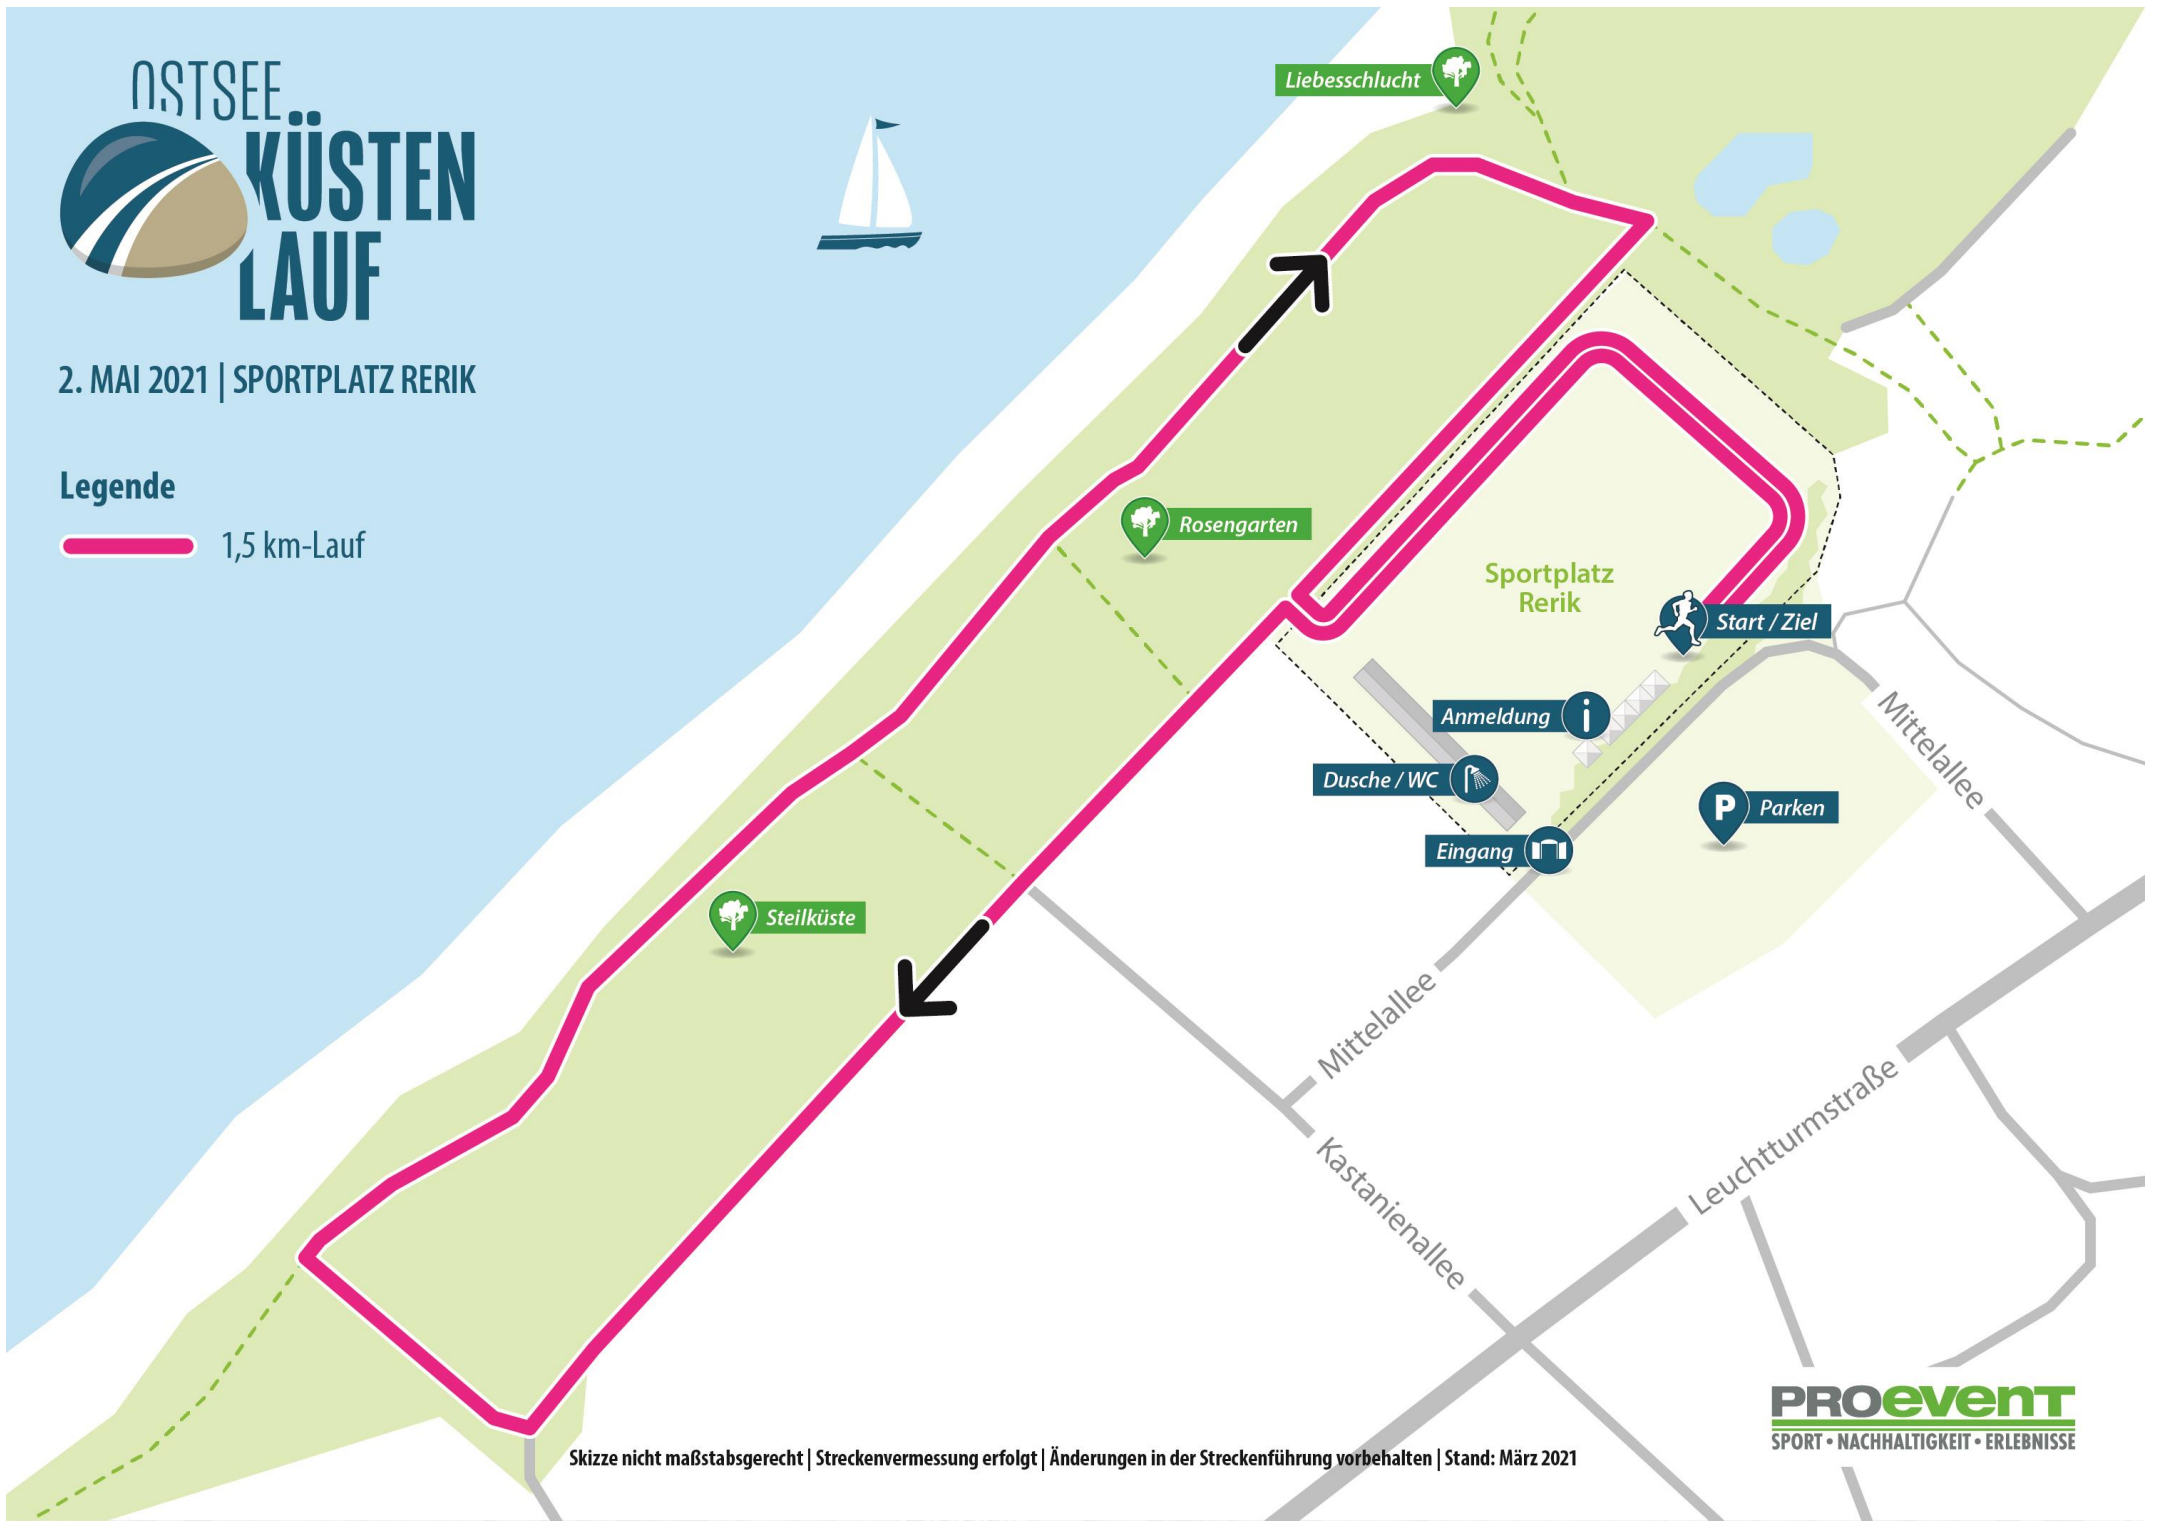 OSTSEE
KÜSTEN
LAUF
2. MAI 2021 | SPORTPLATZ RERIK
Legende
1,5 km-Lauf
Liebesschlucht
Rosengarten
Sportplatz
Rerik
Start / Ziel
Anmeldung
i
Dusche / WC
Eingang
P
Parken
Steilküste
Mittelallee
Mittelallee
Kastanienallee
Leuchtturmstraße
PROevenT
SPORT • NACHHALTIGKEIT • ERLEBNISSE
Skizze nicht maßstabsgerecht | Streckenvermessung erfolgt | Änderungen in der Streckenführung vorbehalten | Stand: März 2021